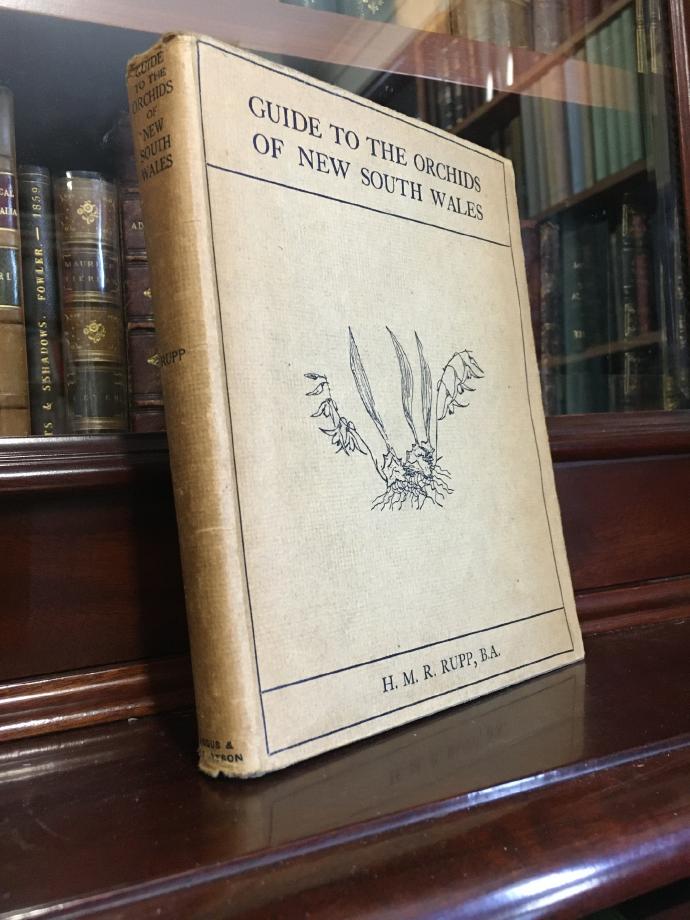 GUIDE TO THE ORCHIDS
OF NEW SOUTH WALES
H. M. R. RUPP, B.A.
GUIDE
TO THE
ORCHIDS
OF
NEW
SOUTH
WALES
RUPP
&
SHADOWS. FOWLER. — 1859